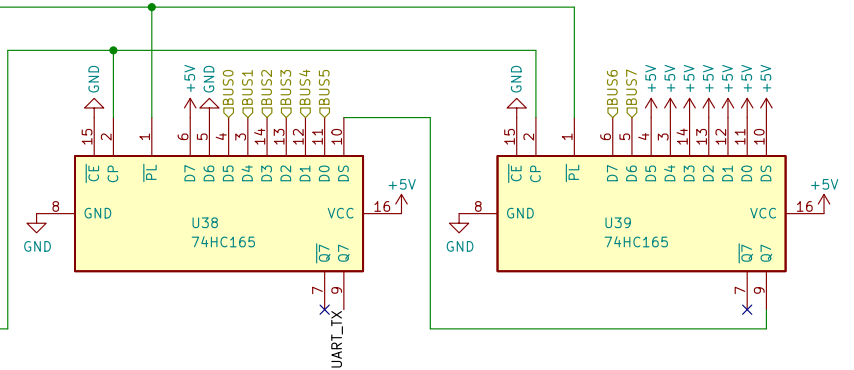 GND +5V GND BUS0 BUS1 BUS2 BUS3 BUS4 BUS5
15 2 1 6 5 4 3 14 13 12 11 10
CE CP PL D7 D6 D5 D4 D3 D2 D1 D0 DS
8 GND VCC 16 +5V
GND
U38
74HC165
Q7 Q7
7 9
UART_TX
GND BUS6 BUS7 +5V +5V +5V +5V +5V +5V +5V
15 2 1 6 5 4 3 14 13 12 11 10
CE CP PL D7 D6 D5 D4 D3 D2 D1 D0 DS
8 GND VCC 16 +5V
GND
U39
74HC165
Q7 Q7
7 9